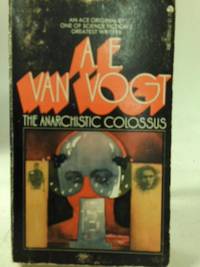 AN ACE ORIGINAL BY
ONE OF SCIENCE FICTION'S
GREATEST WRITERS
A.E.
VAN VOGT
THE ANARCHISTIC COLOSSUS